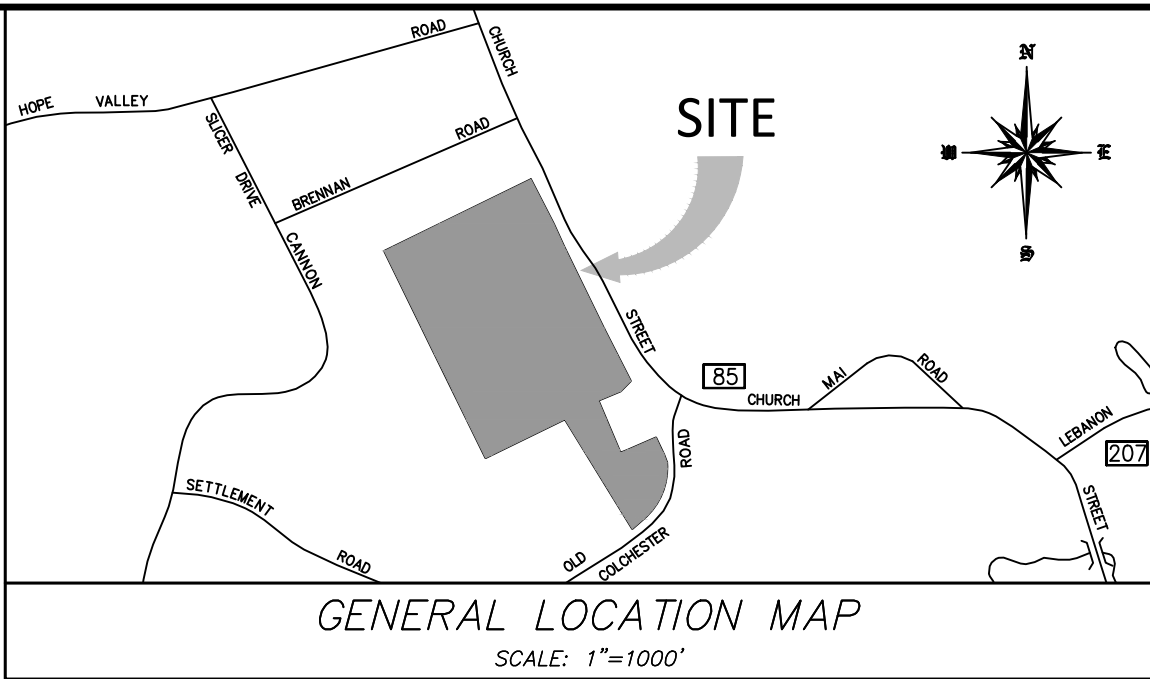 ROAD
CHURCH
N
HOPE VALLEY
SITE
SLICER
ROAD
W E
DRIVE
BRENNAN
CANNON
S
STREET
MAI
ROAD
85
CHURCH
LEBANON
ROAD
207
SETTLEMENT
STREET
ROAD
OLD
COLCHESTER
GENERAL LOCATION MAP
SCALE: 1"=1000'